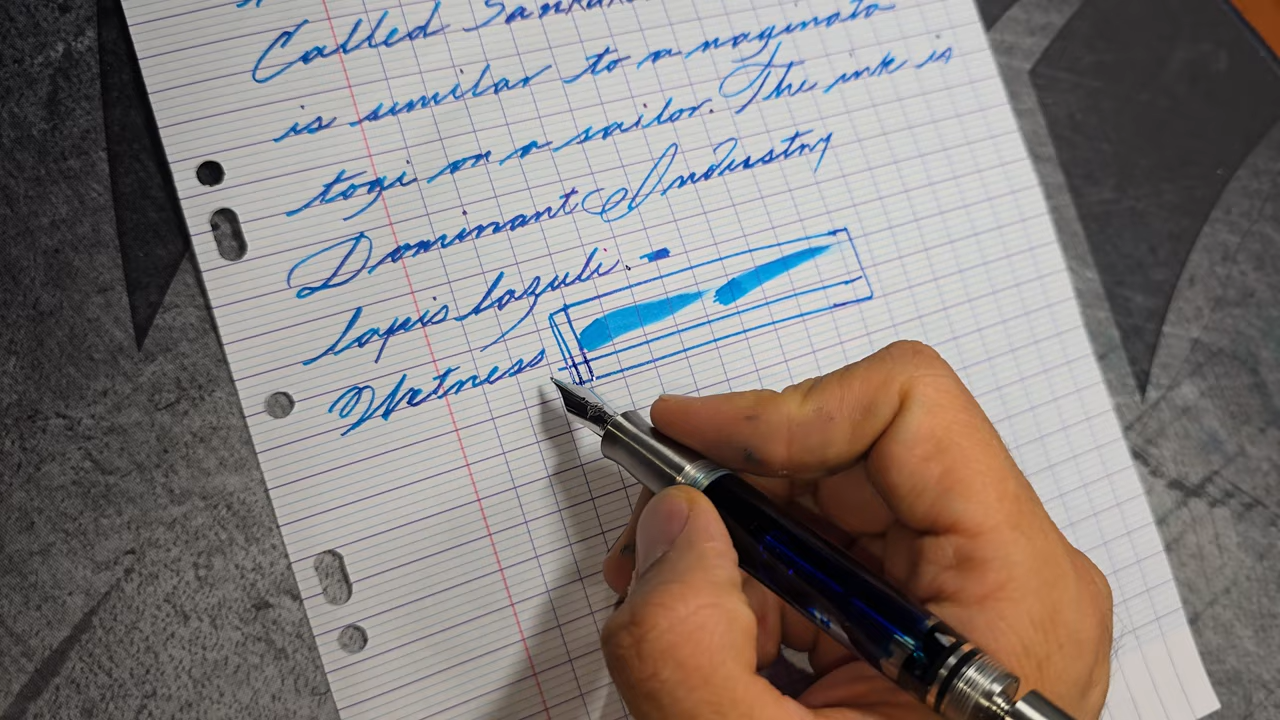 Called
is similar to a naginata
togi on a sailor. The ink is
Dominant Industry
lapis lazuli.
Wetness